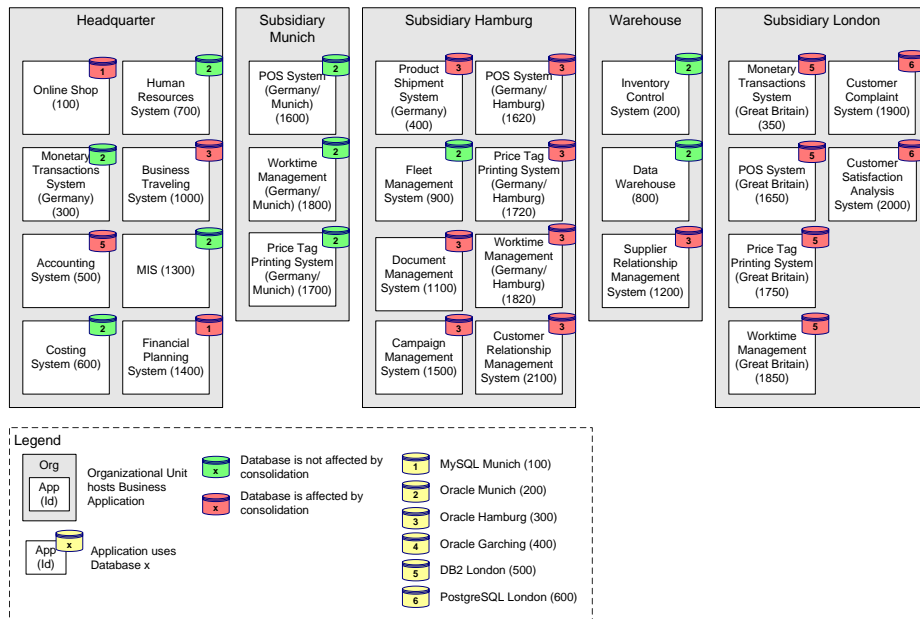 Headquarter
1
Online Shop
(100)
2
Human
Resources
System (700)
2
Monetary
Transactions
System
(Germany)
(300)
3
Business
Traveling
System (1000)
5
Accounting
System (500)
2
MIS (1300)
2
Costing
System (600)
1
Financial
Planning
System (1400)
Subsidiary
Munich
2
POS System
(Germany/
Munich)
(1600)
2
Worktime
Management
(Germany/
Munich) (1800)
2
Price Tag
Printing System
(Germany/
Munich) (1700)
Subsidiary Hamburg
3
Product
Shipment
System
(Germany)
(400)
3
POS System
(Germany/
Hamburg)
(1620)
2
Fleet
Management
System (900)
3
Price Tag
Printing System
(Germany/
Hamburg)
(1720)
3
Document
Management
System (1100)
3
Worktime
Management
(Germany/
Hamburg)
(1820)
3
Campaign
Management
System (1500)
3
Customer
Relationship
Management
System (2100)
Warehouse
2
Inventory
Control
System (200)
2
Data
Warehouse
(800)
3
Supplier
Relationship
Management
System (1200)
Subsidiary London
5
Monetary
Transactions
System
(Great Britain)
(350)
6
Customer
Complaint
System (1900)
5
POS System
(Great Britain)
(1650)
6
Customer
Satisfaction
Analysis
System (2000)
5
Price Tag
Printing System
(Great Britain)
(1750)
5
Worktime
Management
(Great Britain)
(1850)
Legend
Org
App
(Id)
Organizational Unit
hosts Business
Application
x
App
(Id)
Application uses
Database x
x
Database is not affected by
consolidation
x
Database is affected by
consolidation
1
MySQL Munich (100)
2
Oracle Munich (200)
3
Oracle Hamburg (300)
4
Oracle Garching (400)
5
DB2 London (500)
6
PostgreSQL London (600)